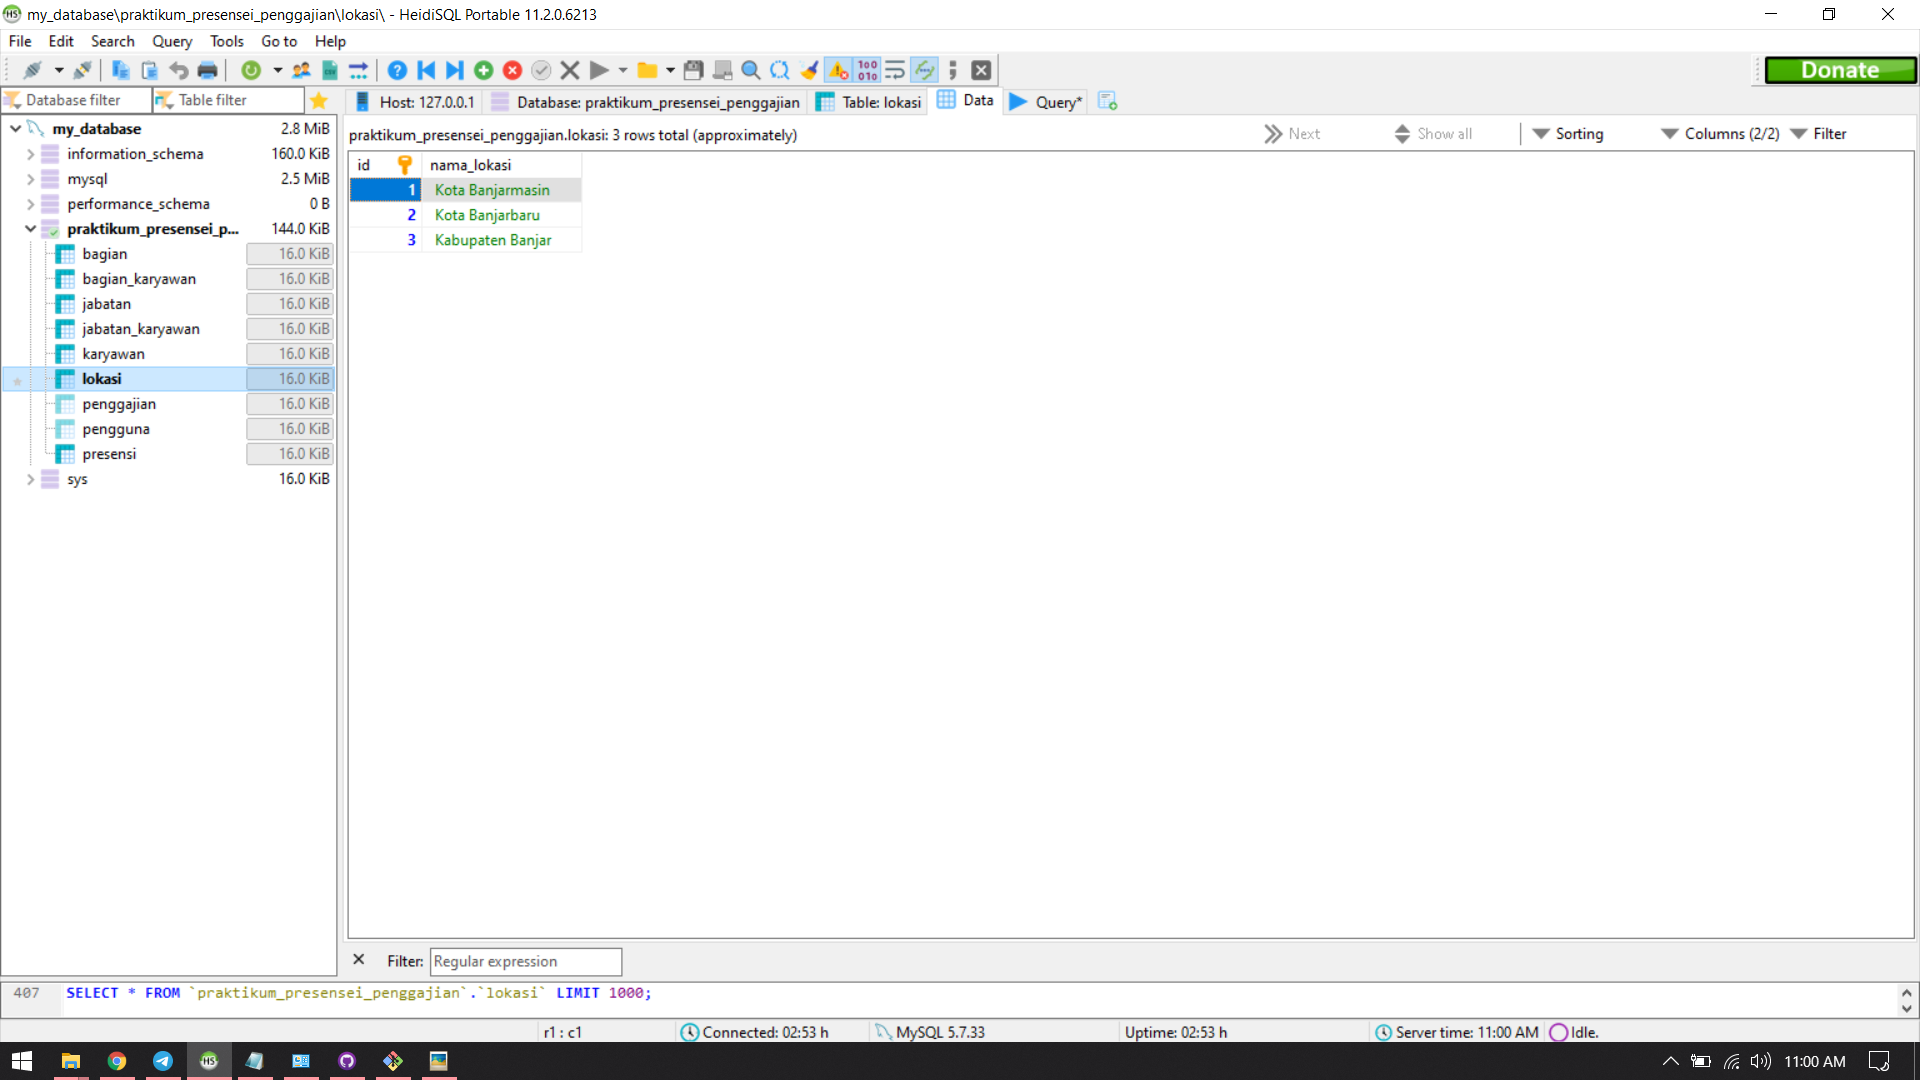 my_database\praktikum_presensei_penggajian\lokasi\ - HeidiSQL Portable 11.2.0.6213
File Edit Search Query Tools Go to Help
Donate
Database filter Table filter
Host: 127.0.0.1 Database: praktikum_presensei_penggajian Table: lokasi Data Query*
my_database 2.8 MiB
information_schema 160.0 KiB
mysql 2.5 MiB
performance_schema 0 B
praktikum_presensei_p... 144.0 KiB
bagian 16.0 KiB
bagian_karyawan 16.0 KiB
jabatan 16.0 KiB
jabatan_karyawan 16.0 KiB
karyawan 16.0 KiB
lokasi 16.0 KiB
penggajian 16.0 KiB
pengguna 16.0 KiB
presensi 16.0 KiB
sys 16.0 KiB
praktikum_presensei_penggajian.lokasi: 3 rows total (approximately) Next Show all Sorting Columns (2/2) Filter
id nama_lokasi
1 Kota Banjarmasin
2 Kota Banjarbaru
3 Kabupaten Banjar
Filter: Regular expression
407 SELECT * FROM `praktikum_presensei_penggajian`.`lokasi` LIMIT 1000;
r1 : c1 Connected: 02:53 h MySQL 5.7.33 Uptime: 02:53 h Server time: 11:00 AM Idle.
HS 11:00 AM